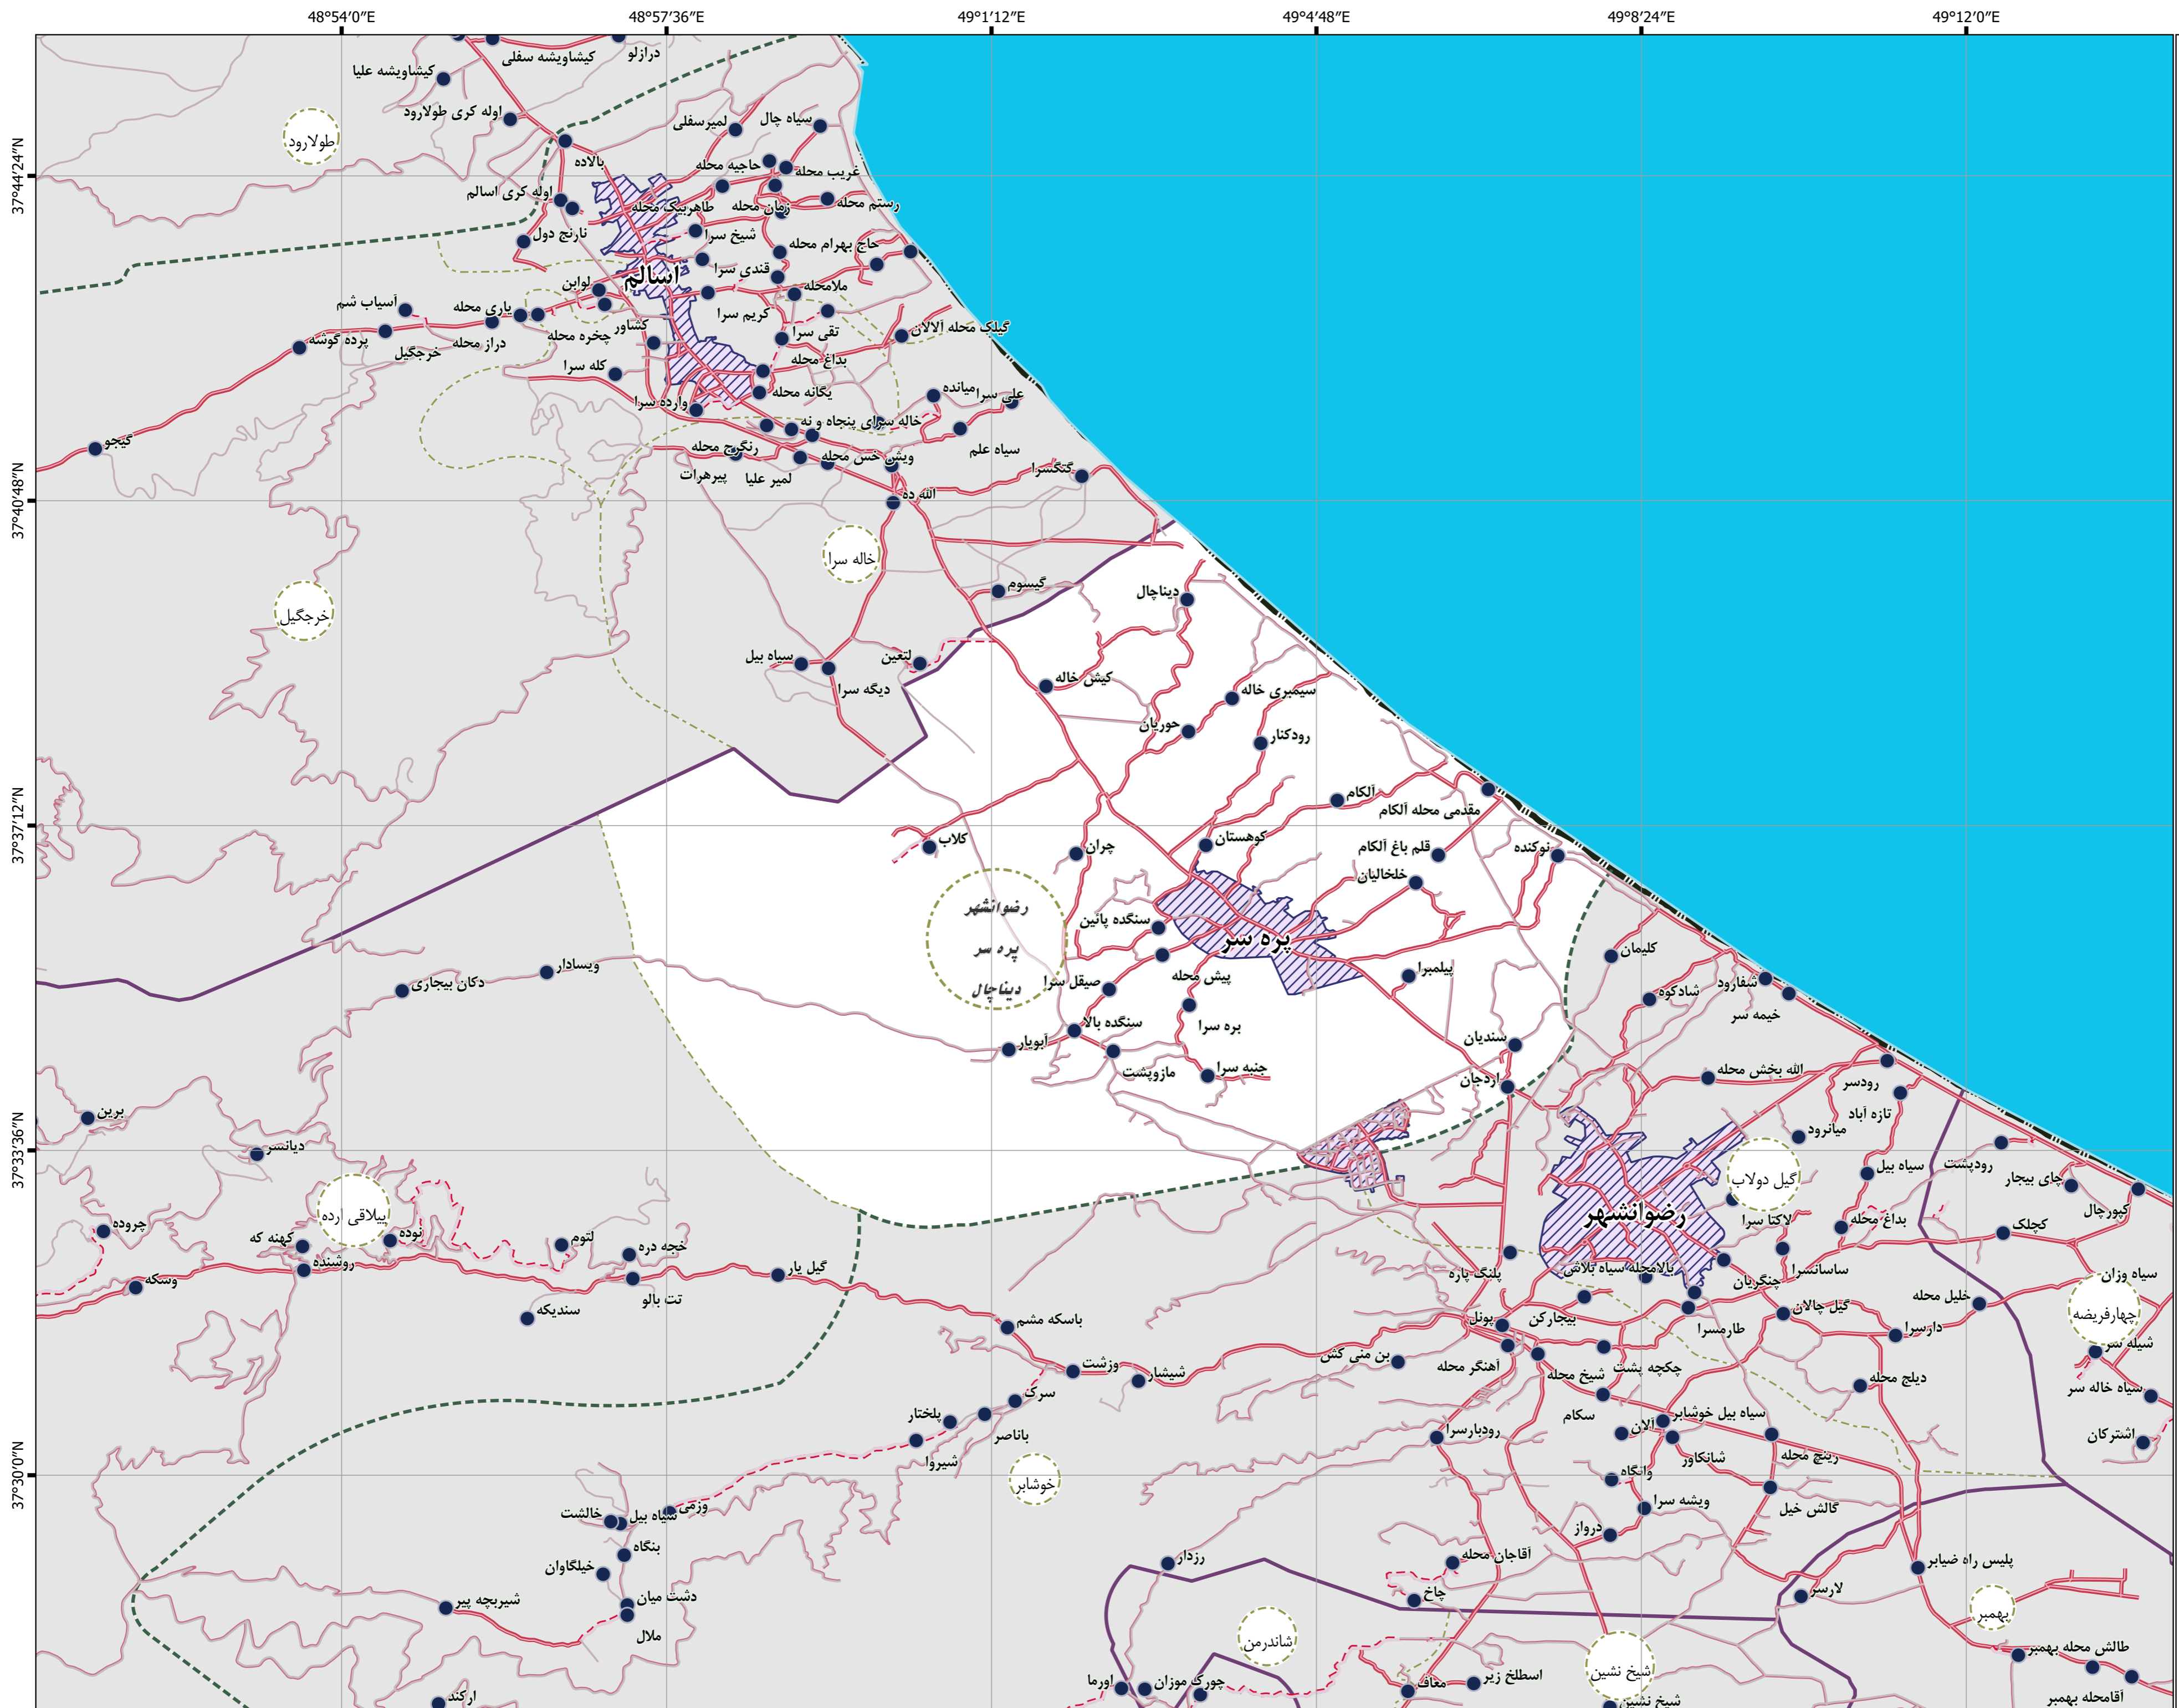 48°54′0″E
48°57′36″E
49°1′12″E
49°4′48″E
49°8′24″E
49°12′0″E
37°44′24″N
37°40′48″N
37°37′12″N
37°33′36″N
37°30′0″N
کیشاویشه سفلی
درازلو
کیشاویشه علیا
اوله کری طولارود
طولارود
بالاده
لمیرسفلی
سیاه چال
حاجیه محله
غریب محله
اوله کری اسالم
طاهربیک محله
زمان محله
رستم محله
نارنج دول
شیخ سرا
حاج بهرام محله
اسالم
قندی سرا
لواین
ملامحله
آسیاب شم
یاری محله
کریم سرا
کشاور
تقی سرا
گیلک محله آلالان
پرده گوشه
خرجگیل
دراز محله
چخره محله
کله سرا
بداغ محله
یگانه محله
وارده سرا
میانده
علی سرا
خاله سرای پنجاه و نه
سیاه علم
گیجو
رنگرج محله
ویشن خس محله
پیرهرات
لمیر علیا
گتگسرا
الله ده
خاله سرا
خرجگیل
گیسوم
دیناچال
سیاه بیل
لتعین
دیگه سرا
کیش خاله
سیمبری خاله
حوریان
رودکنار
آلکام
مقدمی محله آلکام
کلاب
چران
کوهستان
قلم باغ آلکام
نوکنده
خلخالیان
رضوانشهر
پره سر
دیناچال
سنگده پائین
پره سر
کلیمان
ویسادار
دکان بیجاری
صیقل سرا
پیش محله
پیلمبرا
شادکوه
شفارود
خیمه سر
سنگده بالا
بره سرا
آبویار
سندیان
مازوپشت
جنبه سرا
اردجان
الله بخش محله
رودسر
تازه آباد
برین
دیانسر
میانرود
رودپشت
سیاه بیل
چای بیجار
گیل دولاب
کپورچال
ییلاقی ارده
چروده
کهنه که
نوده
لتوم
خجه دره
روشنده
رضوانشهر
لاکتا سرا
بداغ محله
کچلک
وسکه
تت بالو
گیل یار
سندیکه
پلنگ پاره
بالامحله سیاه بلاش
چنگریان
ساسانسرا
سیاه وزان
خلیل محله
چهارفریضه
باسکه مشم
پونل
بیجارکن
طارمسرا
گیل چالان
دارسرا
شیله سر
وزشت
شیشار
بن منی کش
آهنگر محله
شیخ محله
چکچه پشت
دیلج محله
سیاه خاله سر
سرک
پلختار
باناصر
شیروا
رودبارسرا
سکام
آلان
سیاه بیل خوشابر
شانکاور
رینج محله
اشترکان
خوشابر
وانگاه
ویشه سرا
گالش خیل
درواز
خالشت
سیاه بیل
وزمی
بنگاه
خیلگاوان
دشت میان
شیربچه پیر
ملال
ارکند
رزدار
آقاجان محله
چاخ
پلیس راه ضیابر
لارسر
بهمبر
شاندرمن
شیخ نشین
طالش محله بهمبر
اورما
چورک موزان
مغاف
اسطلخ زیر
شیخ نشین
آقامحله بهمبر